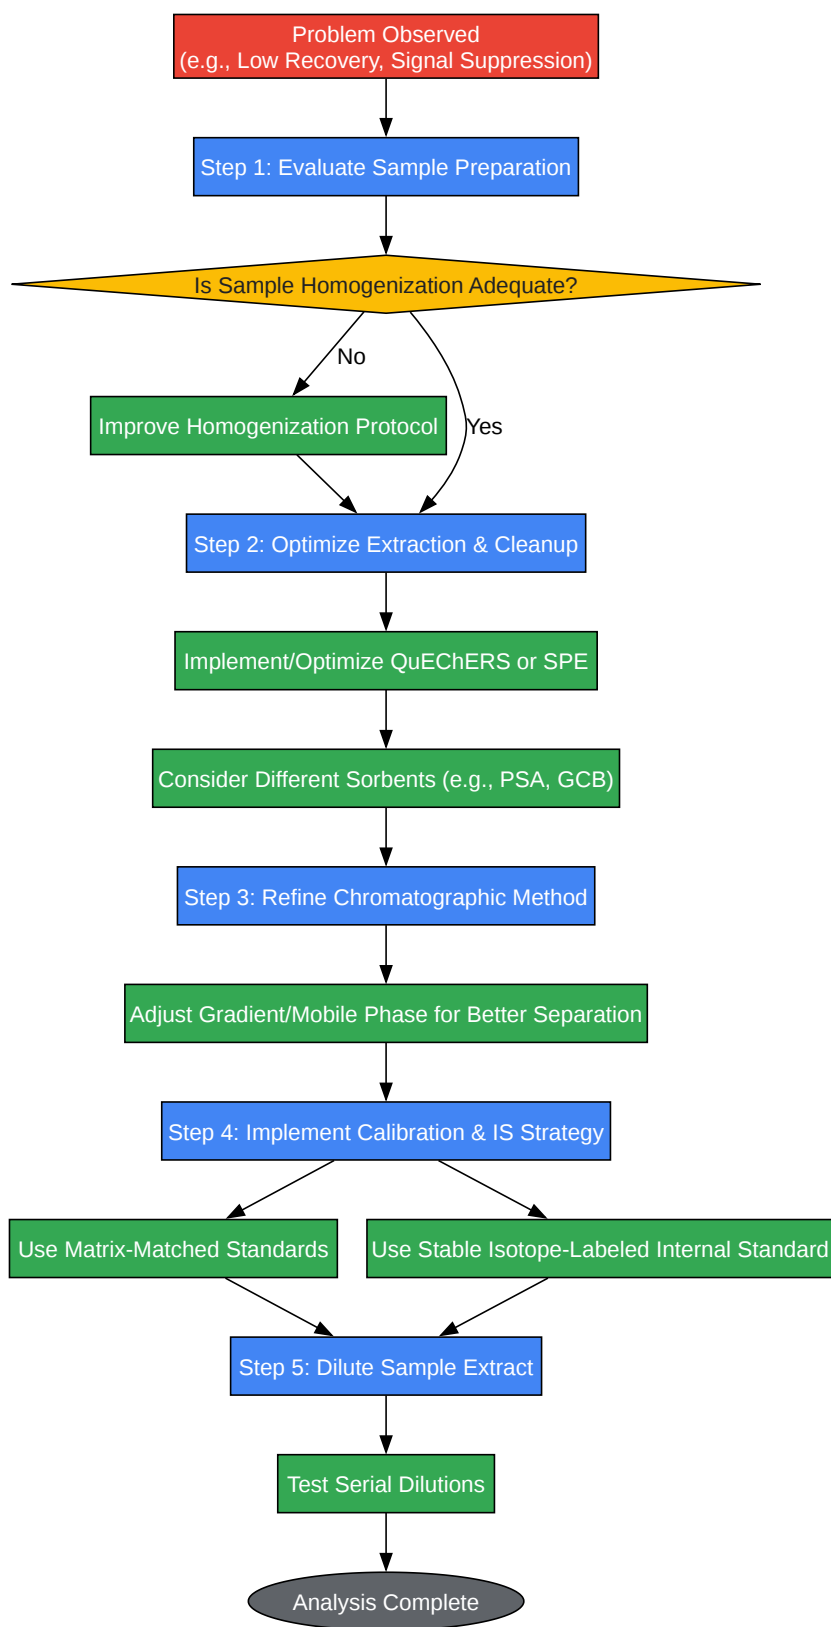 Problem Observed
(e.g., Low Recovery, Signal Suppression)
Step 1: Evaluate Sample Preparation
Is Sample Homogenization Adequate?
No
Improve Homogenization Protocol
Yes
Step 2: Optimize Extraction & Cleanup
Implement/Optimize QuEChERS or SPE
Consider Different Sorbents (e.g., PSA, GCB)
Step 3: Refine Chromatographic Method
Adjust Gradient/Mobile Phase for Better Separation
Step 4: Implement Calibration & IS Strategy
Use Matrix-Matched Standards
Use Stable Isotope-Labeled Internal Standard
Step 5: Dilute Sample Extract
Test Serial Dilutions
Analysis Complete